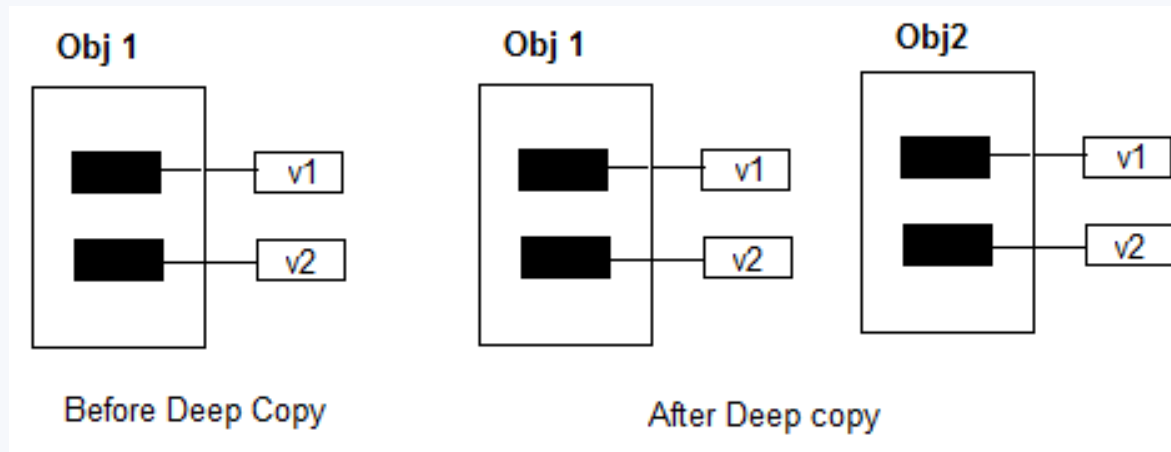 Obj 1
v1
v2
Before Deep Copy
Obj 1
v1
v2
Obj2
v1
v2
After Deep copy